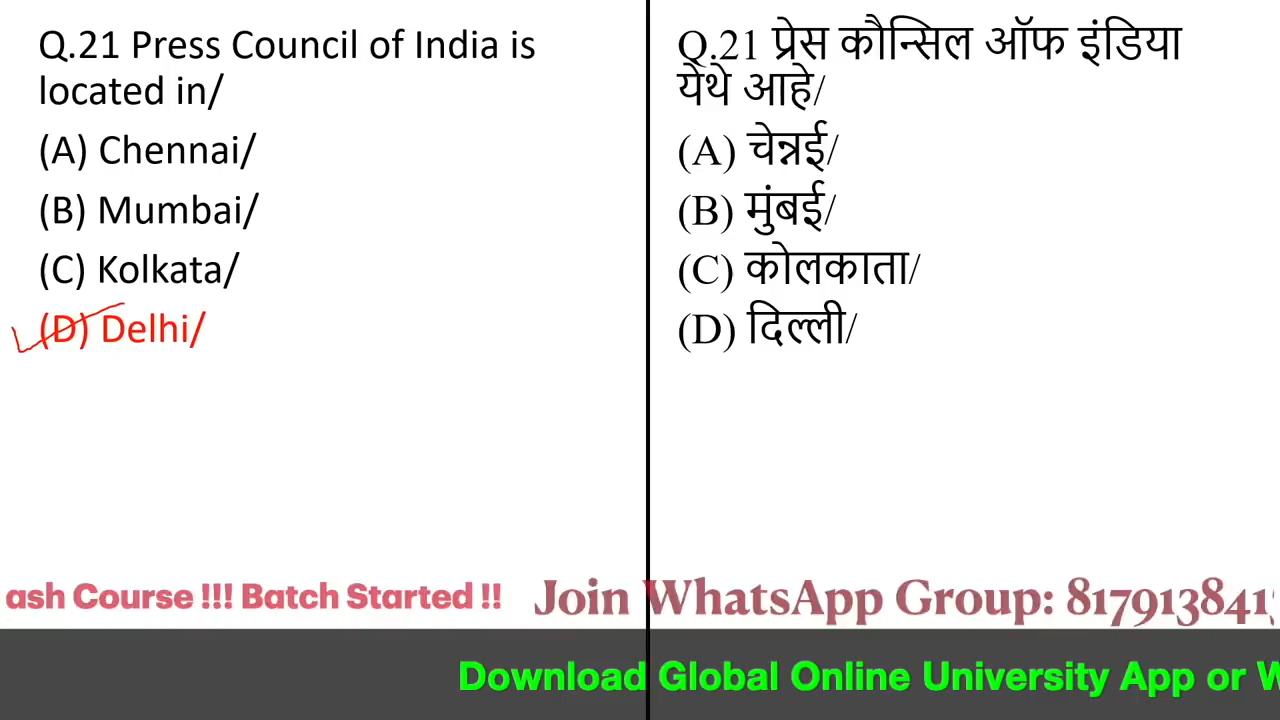 Q.21 Press Council of India is
located in/
(A) Chennai/
(B) Mumbai/
(C) Kolkata/
(D) Delhi/
Q.21 प्रेस कौन्सिल ऑफ इंडिया
येथे आहे/
(A) चेन्नई/
(B) मुंबई/
(C) कोलकाता/
(D) दिल्ली/
ash Course !!! Batch Started !!
Join WhatsApp Group: 817913841
Download Global Online University App or W